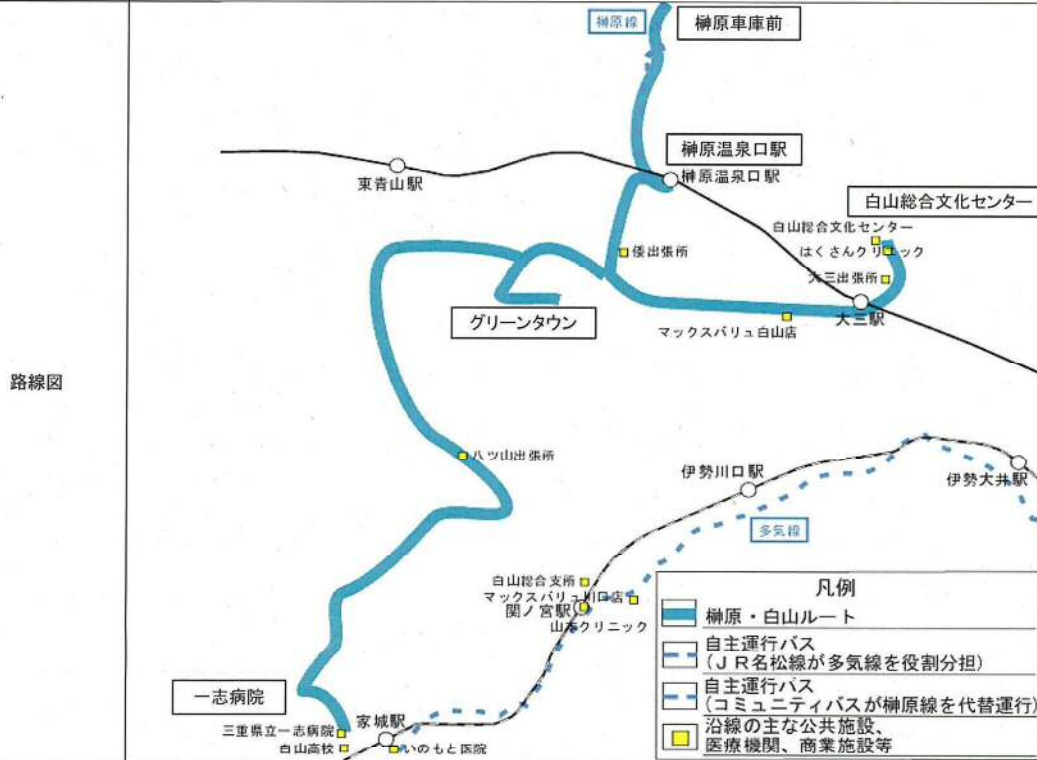 路線図
榊原線
榊原車庫前
榊原温泉口駅
榊原温泉口駅
東青山駅
白山総合文化センター
白山総合文化センター
はくさんクリニック
倭出張所
大三出張所
グリーンタウン
大三駅
マックスバリュ白山店
八ツ山出張所
伊勢川口駅
伊勢大井駅
多気線
白山総合支所
マックスバリュ川口店
関ノ宮駅
山本クリニック
一志病院
家城駅
三重県立一志病院
白山高校
いのもと医院
凡例
榊原・白山ルート
自主運行バス
(JR名松線が多気線を役割分担)
自主運行バス
(コミュニティバスが榊原線を代替運行)
沿線の主な公共施設、
医療機関、商業施設等